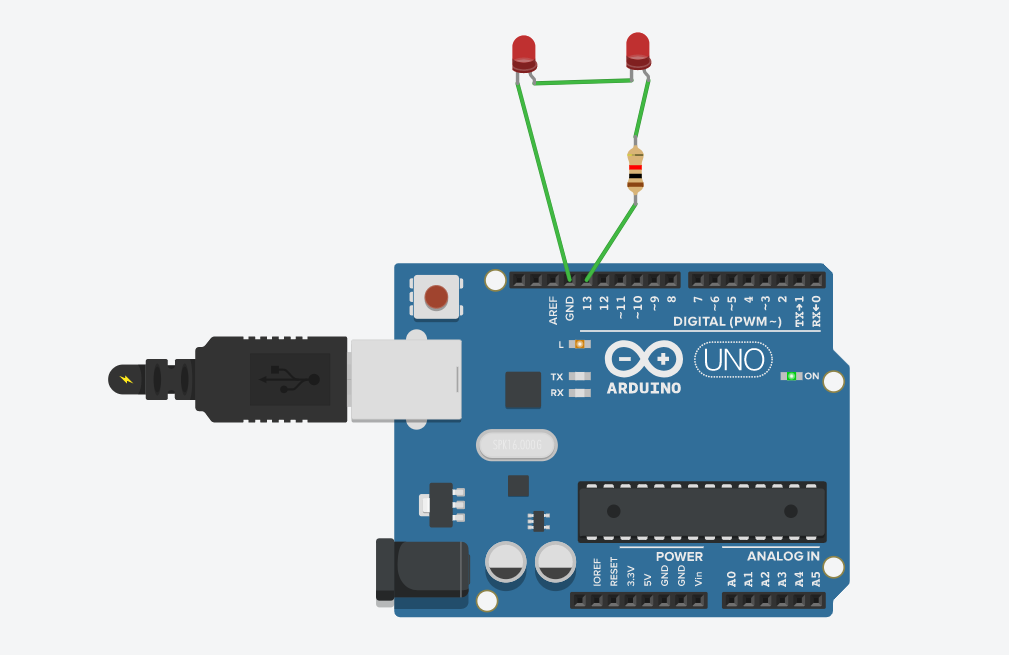 AREF
GND
13
12
~11
~10
~9
8
7
~6
~5
4
~3
2
TX→1
RX←0
DIGITAL (PWM~)
L
TX
RX
UNO
ARDUINO
ON
POWER
ANALOG IN
IOREF
RESET
3.3V
5V
GND
GND
Vin
A0
A1
A2
A3
A4
A5